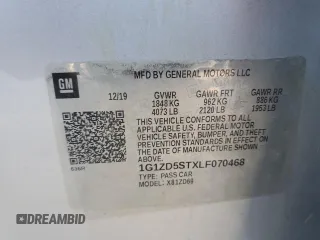 GM
MFD BY GENERAL MOTORS LLC
12/19
GVWR GAWR FRT GAWR RR
1848 KG 962 KG 886 KG
4073 LB 2120 LB 1953 LB
THIS VEHICLE CONFORMS TO ALL
APPLICABLE U.S. FEDERAL MOTOR
VEHICLE SAFETY, BUMPER, AND THEFT
PREVENTION STANDARDS IN EFFECT ON
THE DATE OF MANUFACTURE SHOWN ABOVE.
1G1ZD5STXLF070468
TYPE: PASS CAR
MODEL: X81ZD69
DREAMBID
AutoBidMaster